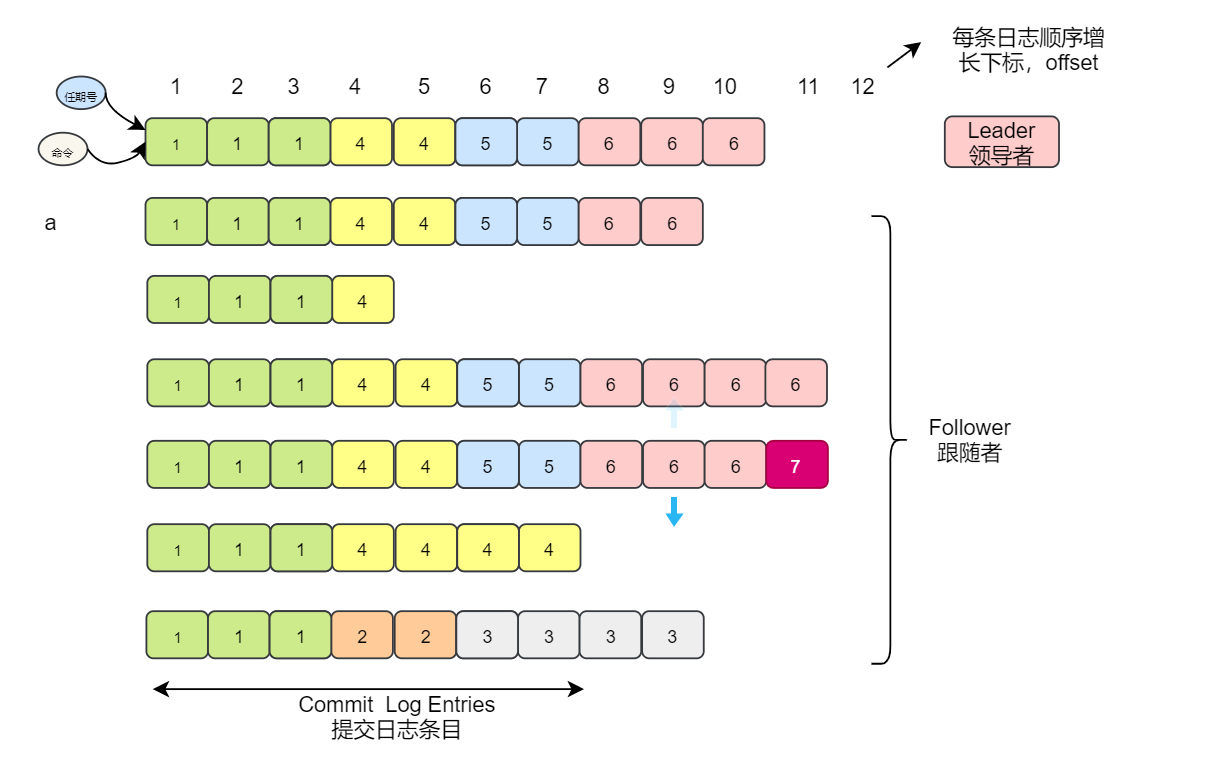 每条日志顺序增
长下标，offset
1 2 3 4 5 6 7 8 9 10 11 12
任期号
命令
1 1 1 4 4 5 5 6 6 6
Leader
领导者
a
1 1 1 4 4 5 5 6 6
1 1 1 4
1 1 1 4 4 5 5 6 6 6 6
1 1 1 4 4 5 5 6 6 6 7
Follower
跟随者
1 1 1 4 4 4 4
1 1 1 2 2 3 3 3 3
Commit Log Entries
提交日志条目